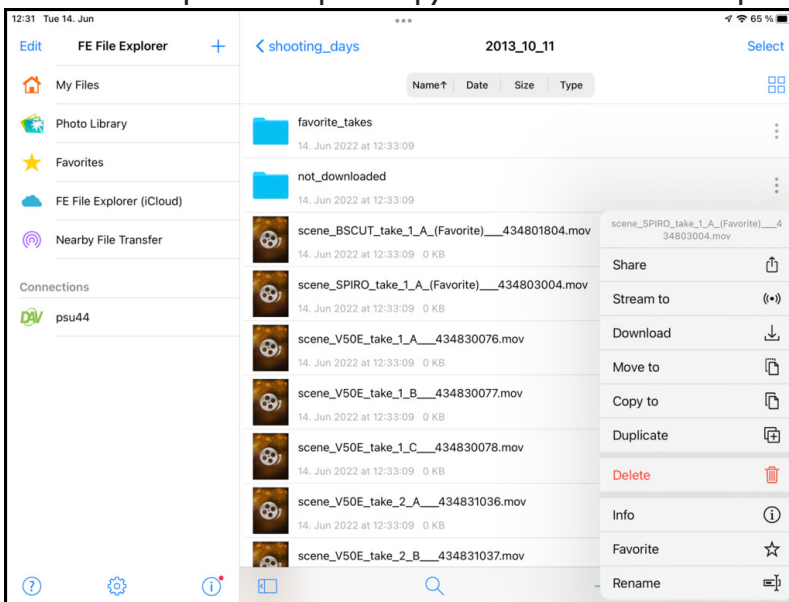 12:31 Tue 14. Jun
65 %
Edit FE File Explorer +
My Files
Photo Library
Favorites
FE File Explorer (iCloud)
Nearby File Transfer
Connections
DAV psu44
shooting_days 2013_10_11 Select
Name↑ Date Size Type
favorite_takes
14. Jun 2022 at 12:33:09
not_downloaded
14. Jun 2022 at 12:33:09
scene_BSCUT_take_1_A_(Favorite)___434801804.mov
14. Jun 2022 at 12:33:09 0 KB
scene_SPIRO_take_1_A_(Favorite)___434803004.mov
14. Jun 2022 at 12:33:09 0 KB
scene_V50E_take_1_A___434830076.mov
14. Jun 2022 at 12:33:09 0 KB
scene_V50E_take_1_B___434830077.mov
14. Jun 2022 at 12:33:09 0 KB
scene_V50E_take_1_C___434830078.mov
14. Jun 2022 at 12:33:09 0 KB
scene_V50E_take_2_A___434831036.mov
14. Jun 2022 at 12:33:09 0 KB
scene_V50E_take_2_B___434831037.mov
scene_SPIRO_take_1_A_(Favorite)___4
34803004.mov
Share
Stream to
Download
Move to
Copy to
Duplicate
Delete
Info
Favorite
Rename